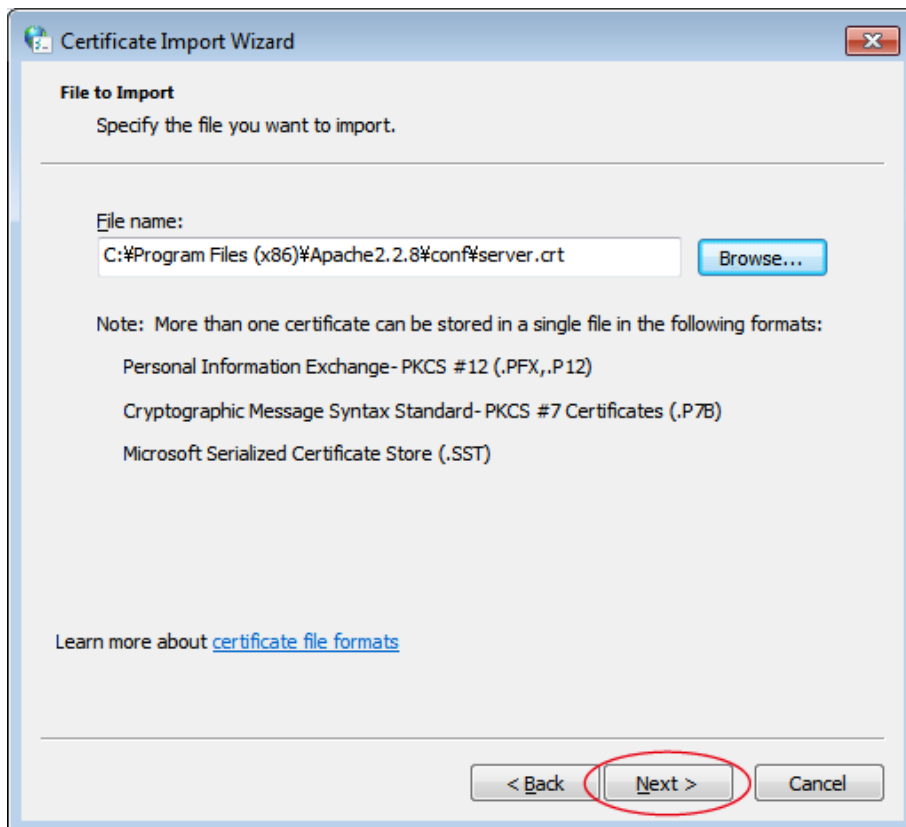 Certificate Import Wizard
File to Import
Specify the file you want to import.
File name:
C:¥Program Files (x86)¥Apache2.2.8¥conf¥server.crt
Browse...
Note:  More than one certificate can be stored in a single file in the following formats:
Personal Information Exchange- PKCS #12 (.PFX,.P12)
Cryptographic Message Syntax Standard- PKCS #7 Certificates (.P7B)
Microsoft Serialized Certificate Store (.SST)
Learn more about certificate file formats
< Back
Next >
Cancel